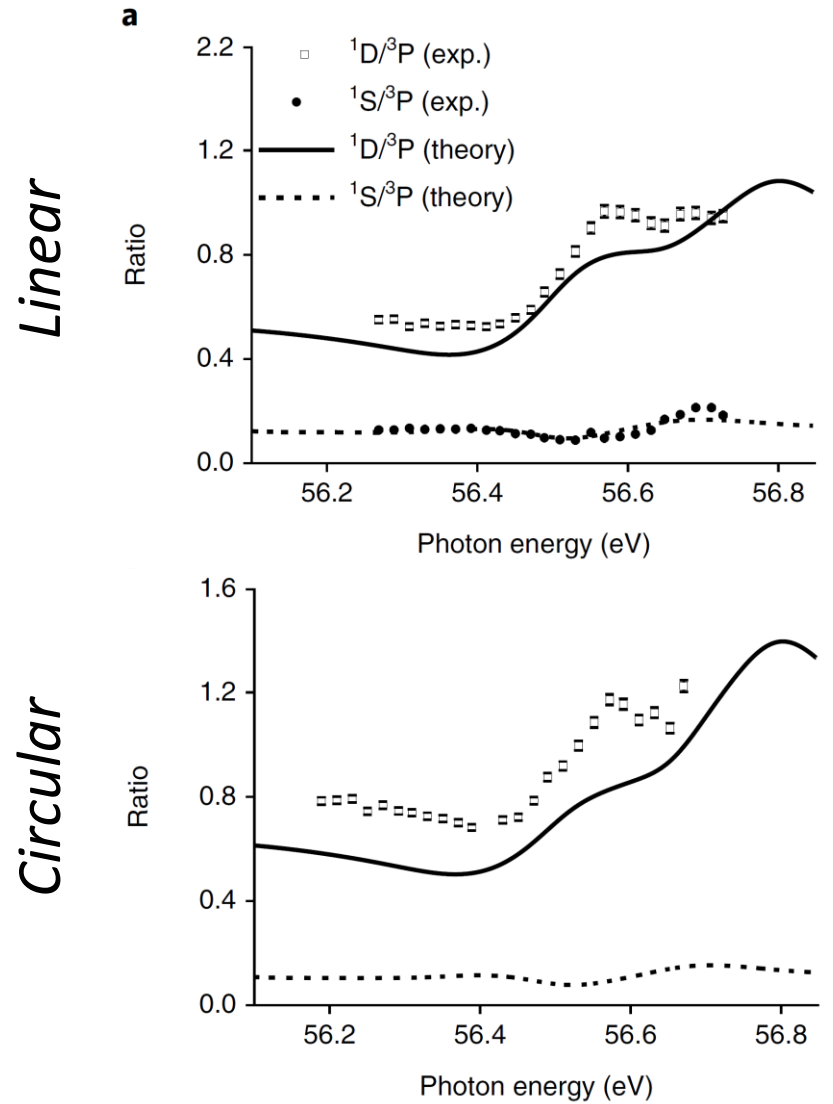 a
Linear
2.2
1.2
0.8
0.4
0.0
Ratio
¹D/³P (exp.)
¹S/³P (exp.)
¹D/³P (theory)
¹S/³P (theory)
56.2 56.4 56.6 56.8
Photon energy (eV)
Circular
1.6
1.2
0.8
0.4
0.0
Ratio
56.2 56.4 56.6 56.8
Photon energy (eV)